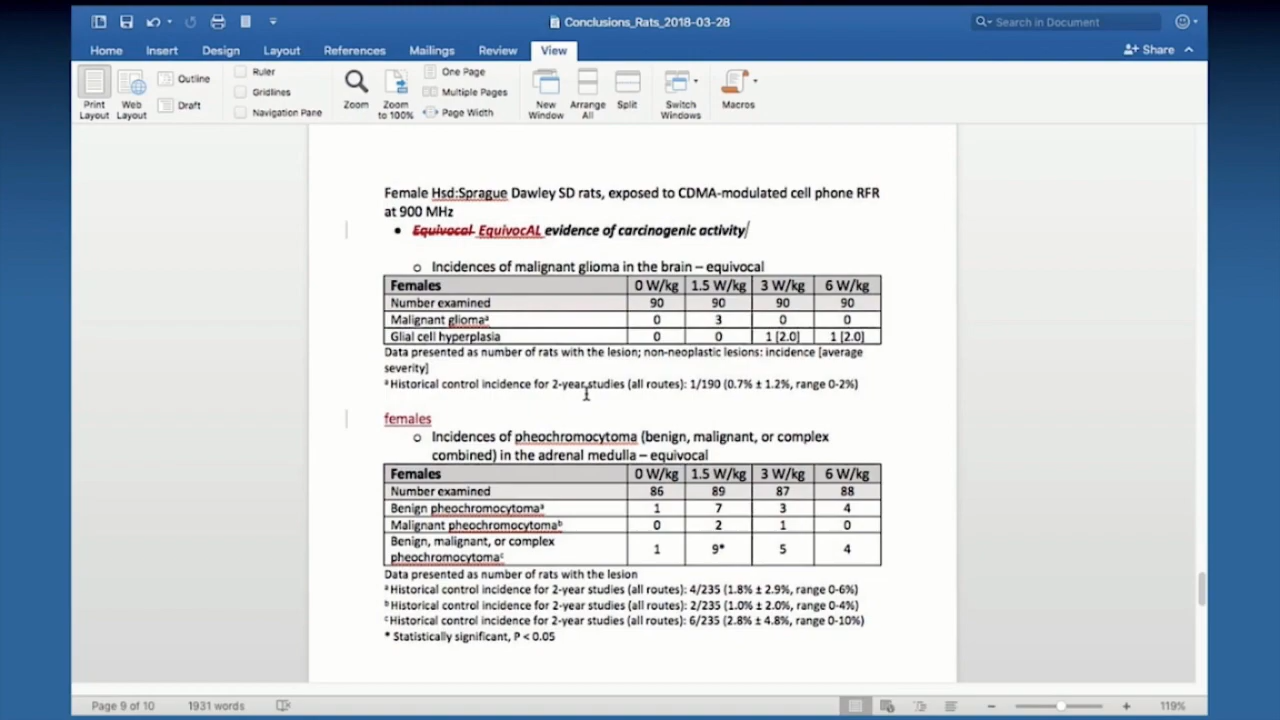 Conclusions_Rats_2018-03-28
Search in Document
Home Insert Design Layout References Mailings Review View Share
Print Layout
Web Layout
Outline
Draft
Ruler
Gridlines
Navigation Pane
Zoom
Zoom to 100%
One Page
Multiple Pages
Page Width
New Window
Arrange All
Split
Switch Windows
Macros
Female Hsd:Sprague Dawley SD rats, exposed to CDMA-modulated cell phone RFR
at 900 MHz
• Equivocal EquivocAL evidence of carcinogenic activity
o Incidences of malignant glioma in the brain – equivocal
Females 0 W/kg 1.5 W/kg 3 W/kg 6 W/kg
Number examined 90 90 90 90
Malignant gliomaᵃ 0 3 0 0
Glial cell hyperplasia 0 0 1 [2.0] 1 [2.0]
Data presented as number of rats with the lesion; non-neoplastic lesions: incidence [average
severity]
ᵃ Historical control incidence for 2-year studies (all routes): 1/190 (0.7% ± 1.2%, range 0-2%)
females
o Incidences of pheochromocytoma (benign, malignant, or complex
combined) in the adrenal medulla – equivocal
Females 0 W/kg 1.5 W/kg 3 W/kg 6 W/kg
Number examined 86 89 87 88
Benign pheochromocytomaᵃ 1 7 3 4
Malignant pheochromocytomaᵇ 0 2 1 0
Benign, malignant, or complex
pheochromocytomaᶜ 1 9* 5 4
Data presented as number of rats with the lesion
ᵃ Historical control incidence for 2-year studies (all routes): 4/235 (1.8% ± 2.9%, range 0-6%)
ᵇ Historical control incidence for 2-year studies (all routes): 2/235 (1.0% ± 2.0%, range 0-4%)
ᶜ Historical control incidence for 2-year studies (all routes): 6/235 (2.8% ± 4.8%, range 0-10%)
* Statistically significant, P < 0.05
Page 9 of 10 1931 words 119%